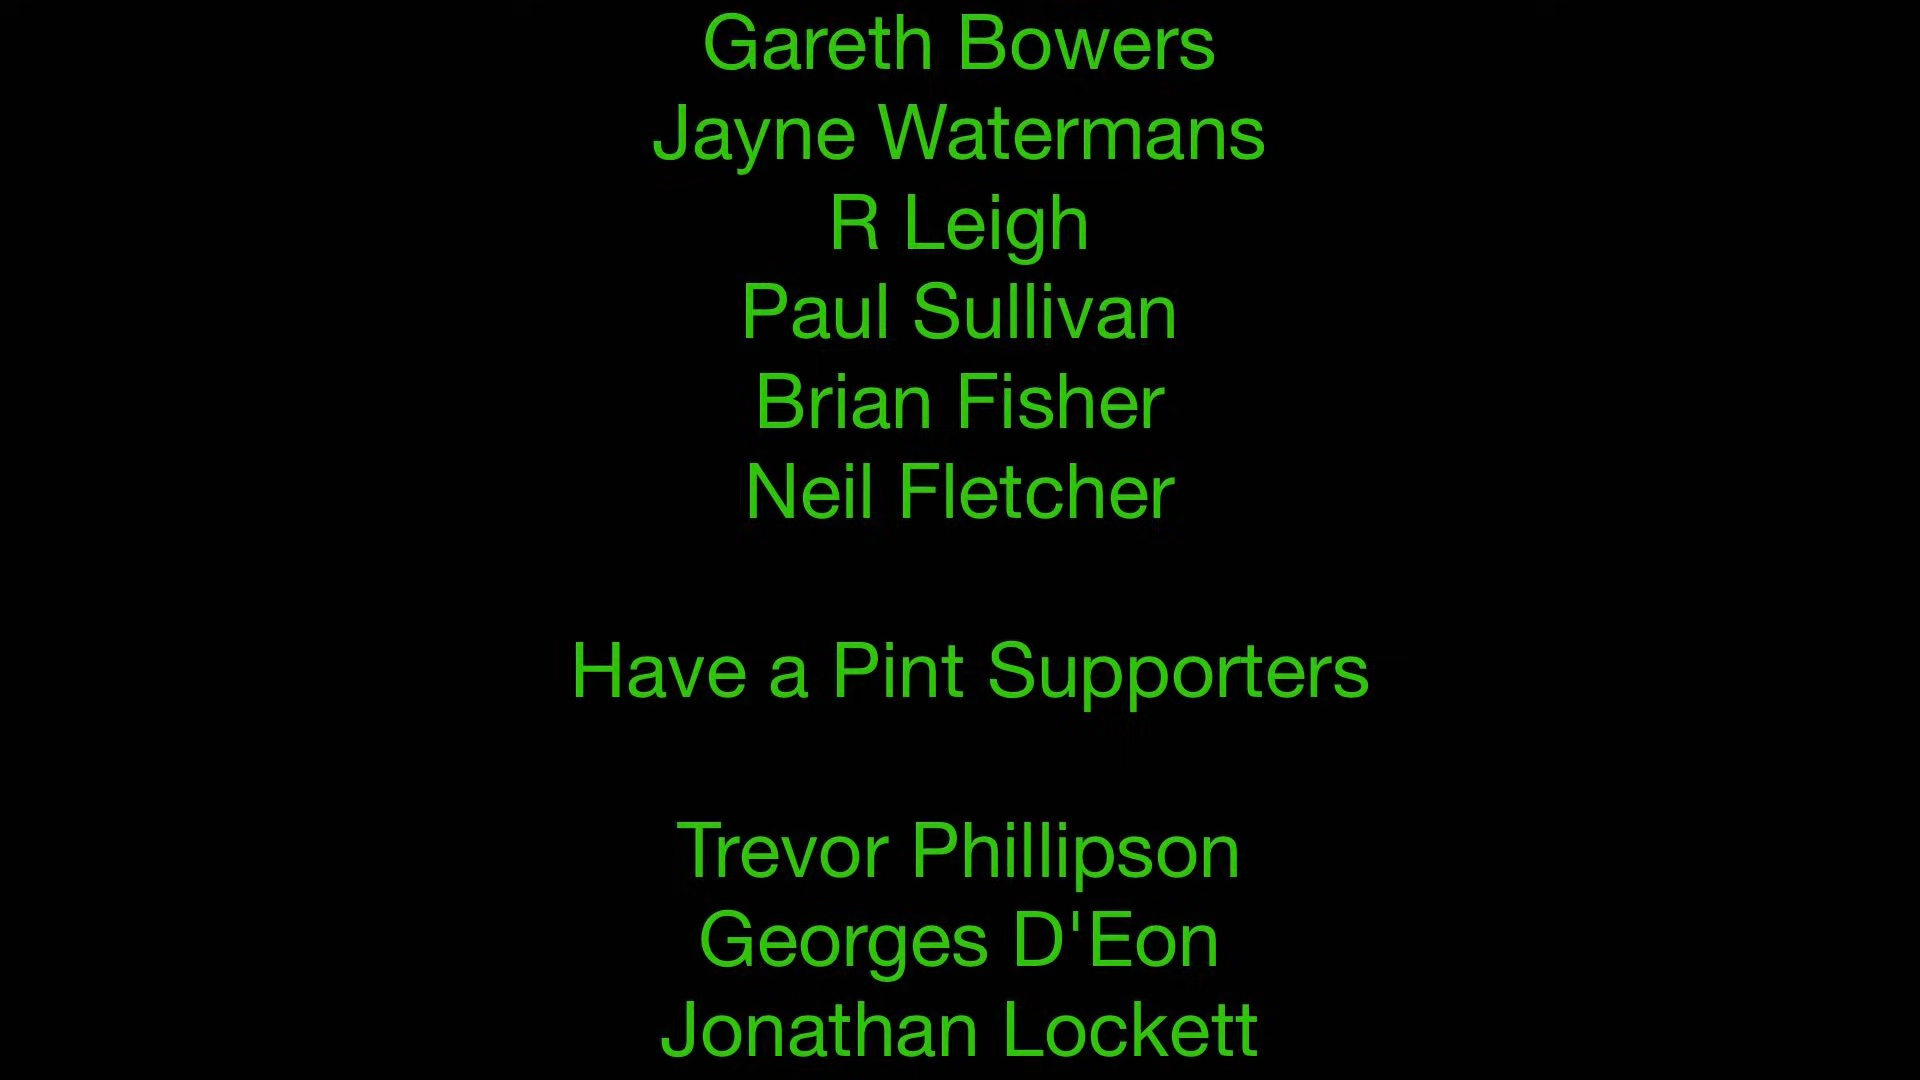 Gareth Bowers
Jayne Watermans
R Leigh
Paul Sullivan
Brian Fisher
Neil Fletcher
Have a Pint Supporters
Trevor Phillipson
Georges D'Eon
Jonathan Lockett